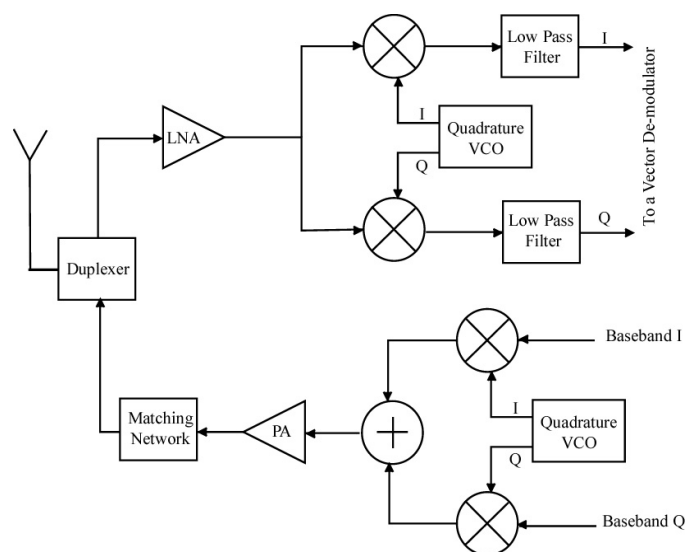 Low Pass
Filter
I
To a Vector De-modulator
LNA
I
Quadrature
VCO
Q
Low Pass
Filter
Q
Duplexer
Baseband I
Matching
Network
PA
I
Quadrature
VCO
Q
Baseband Q